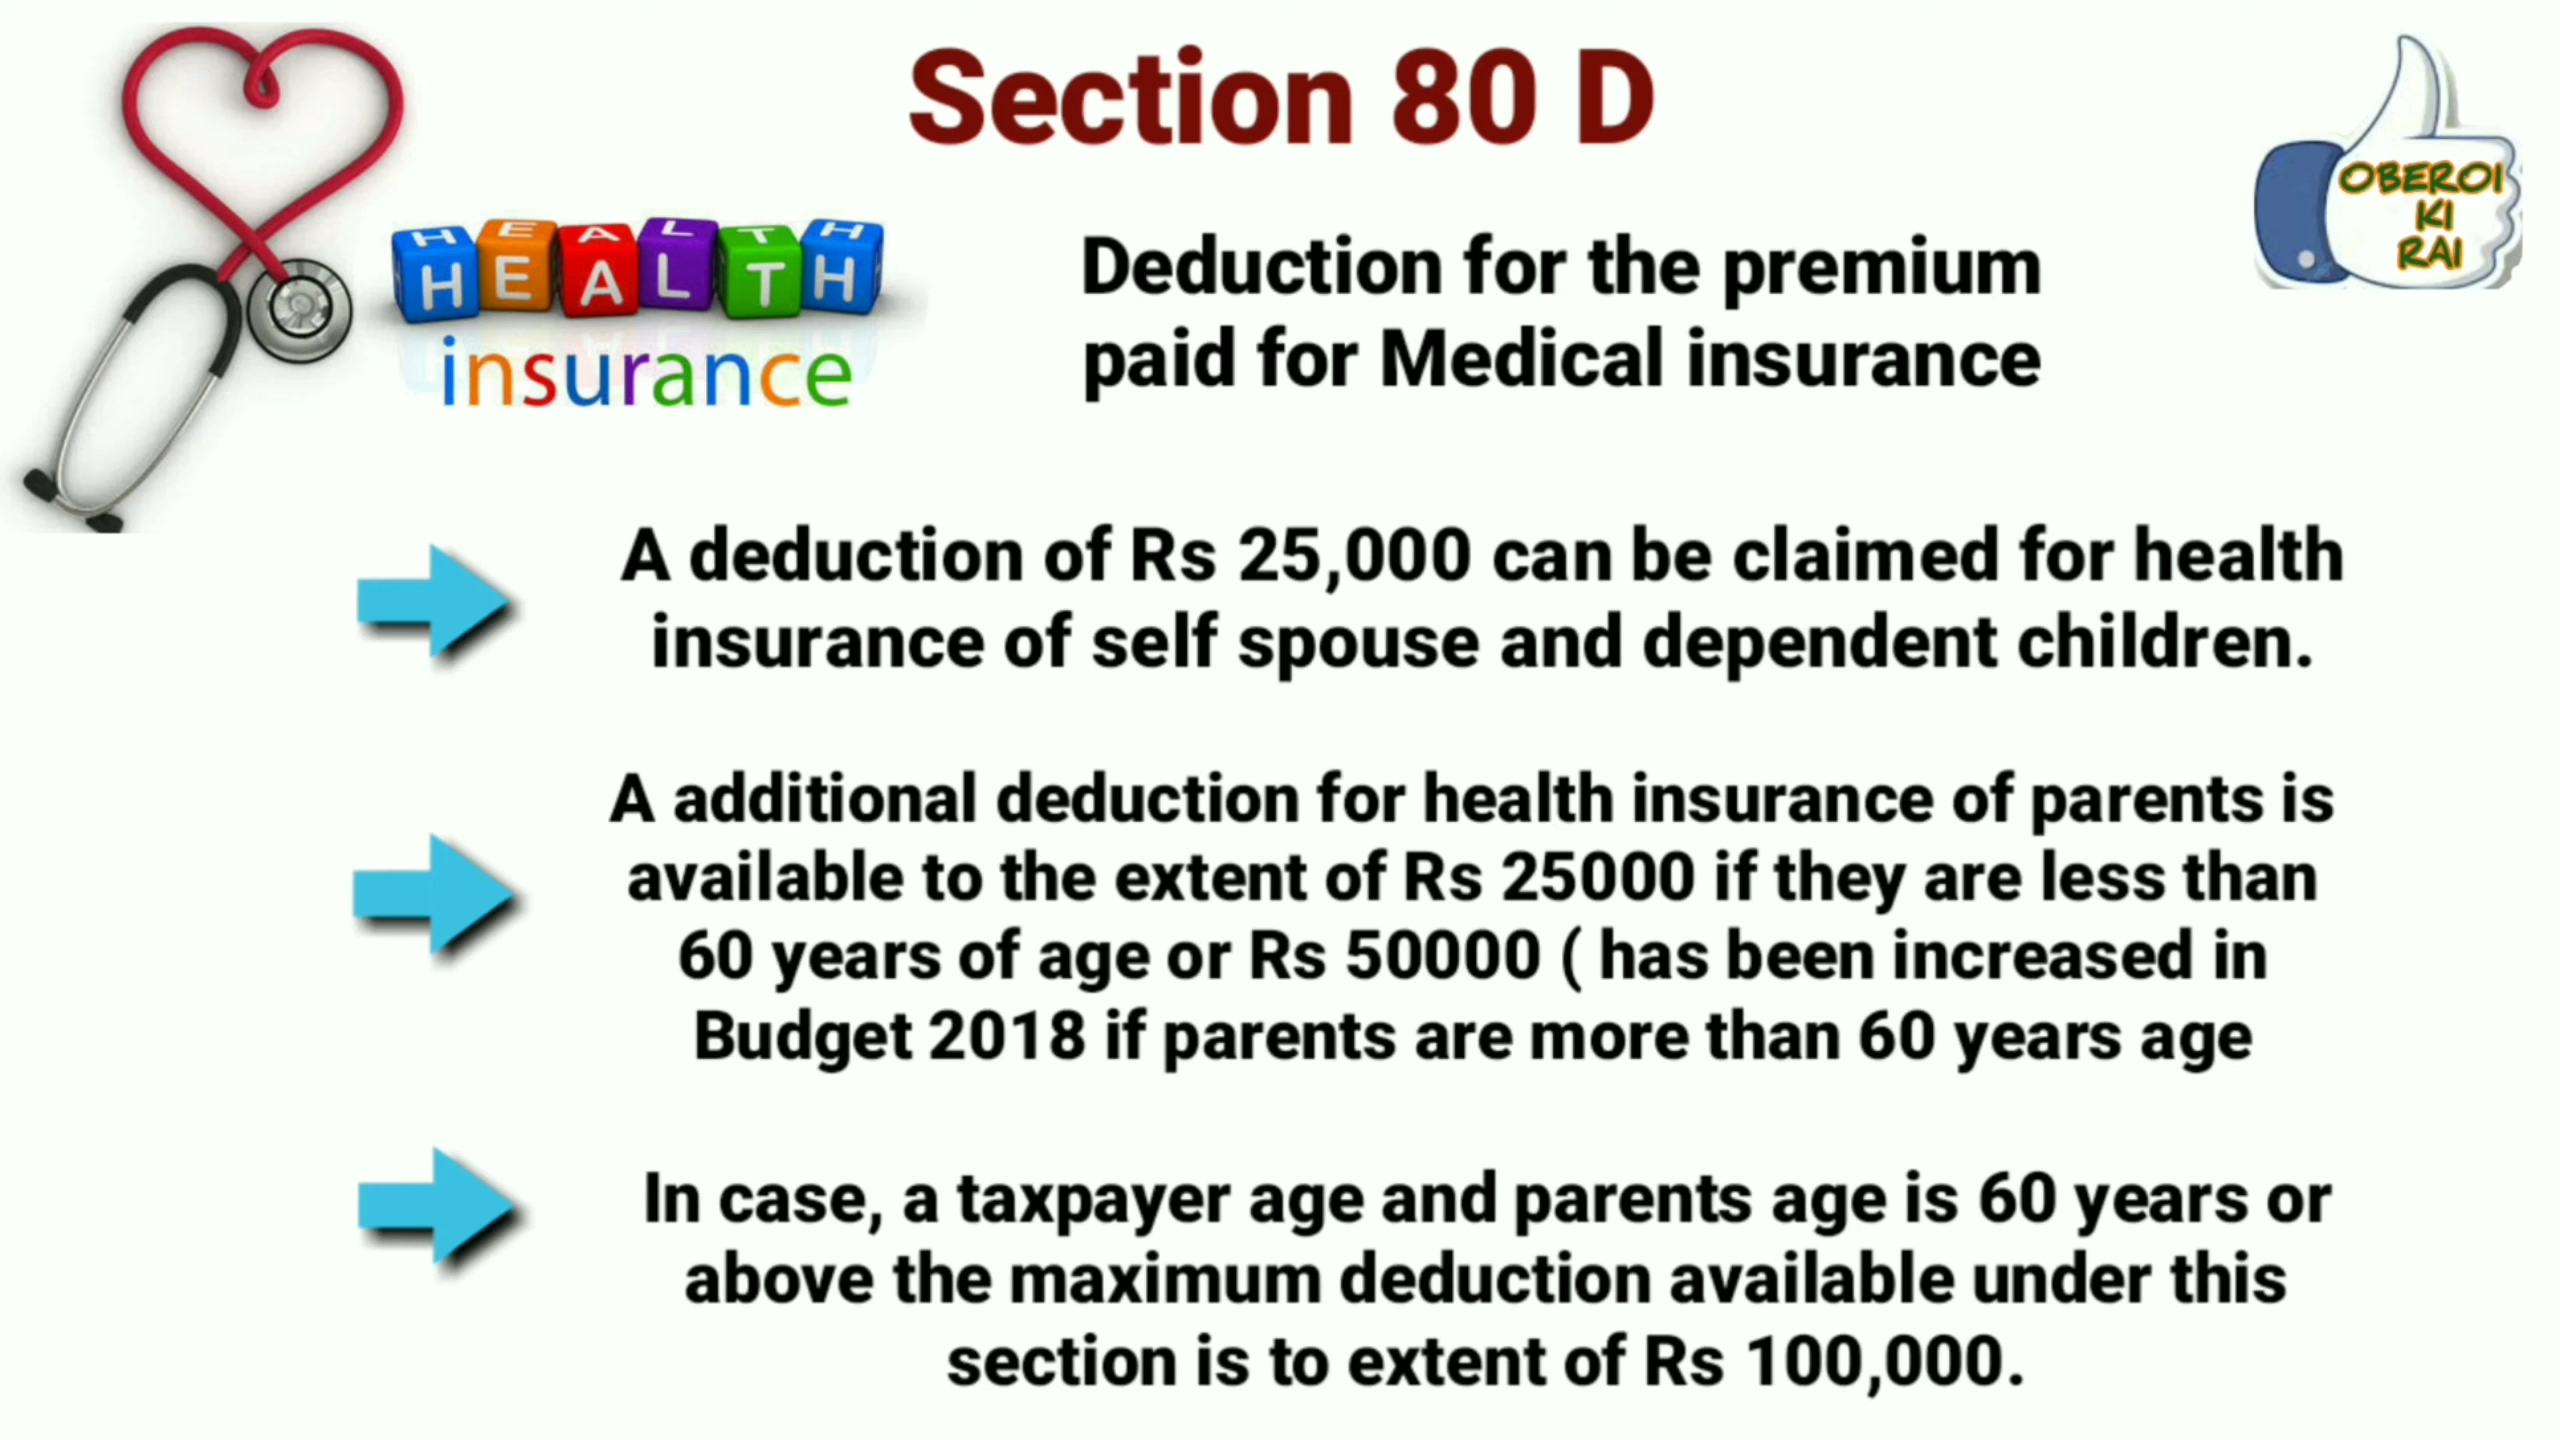 Section 80 D
OBEROI
KI
RAI
H E A L T H
H E A L T H
insurance
Deduction for the premium
paid for Medical insurance
A deduction of Rs 25,000 can be claimed for health
insurance of self spouse and dependent children.
A additional deduction for health insurance of parents is
available to the extent of Rs 25000 if they are less than
60 years of age or Rs 50000 ( has been increased in
Budget 2018 if parents are more than 60 years age
In case, a taxpayer age and parents age is 60 years or
above the maximum deduction available under this
section is to extent of Rs 100,000.